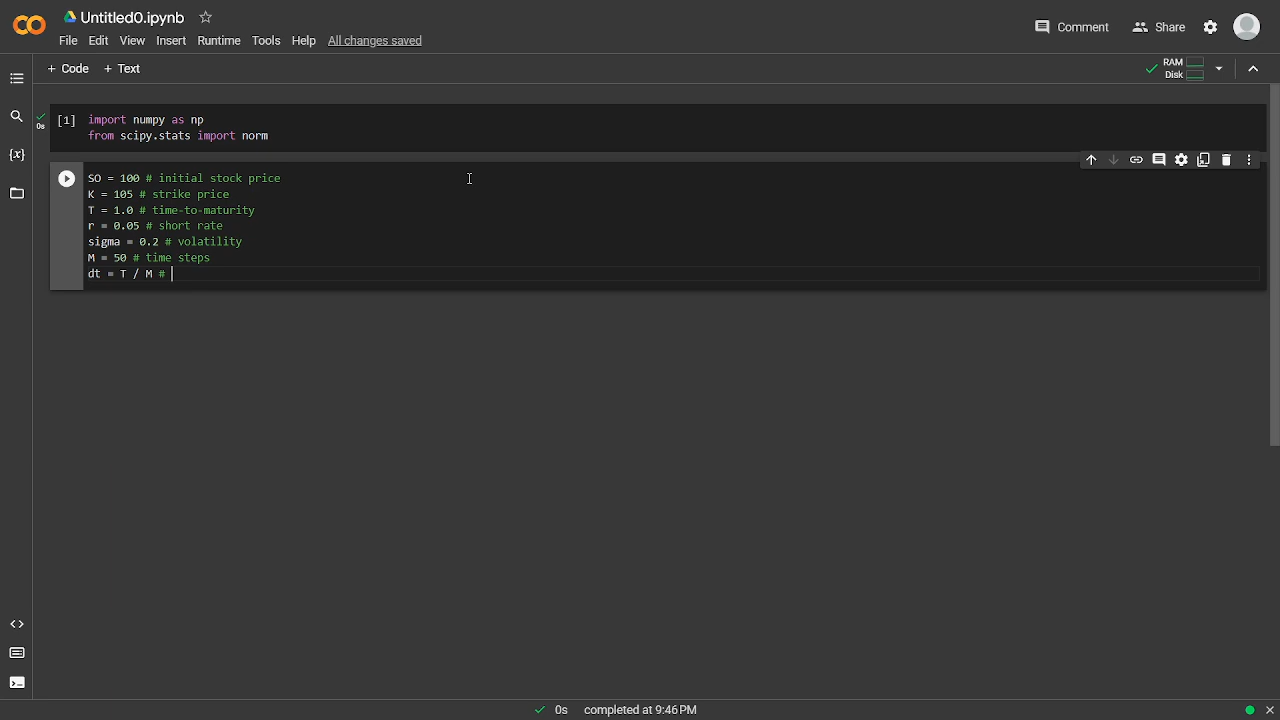 Untitled0.ipynb
File Edit View Insert Runtime Tools Help All changes saved
Comment Share
+ Code + Text
RAM
Disk
0s
[1] import numpy as np
from scipy.stats import norm
S0 = 100 # initial stock price
K = 105 # strike price
T = 1.0 # time-to-maturity
r = 0.05 # short rate
sigma = 0.2 # volatility
M = 50 # time steps
dt = T / M #
0s completed at 9:46 PM